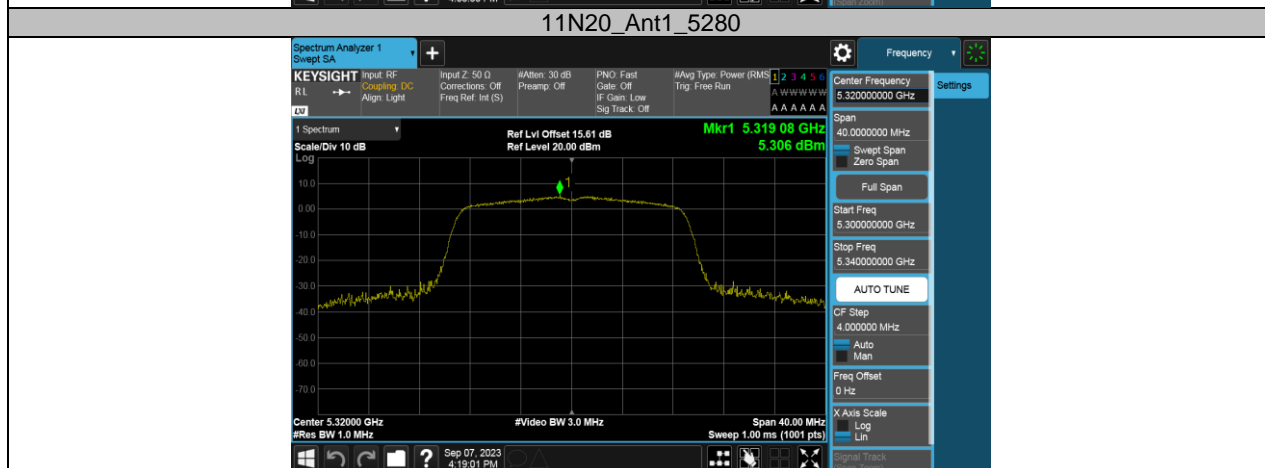 11N20_Ant1_5280
Spectrum Analyzer 1
Swept SA
+
Frequency
KEYSIGHT
RL
LXI
Input: RF
Coupling: DC
Align: Light
Input Z: 50 Ω
Corrections: Off
Freq Ref: Int (S)
#Atten: 30 dB
Preamp: Off
PNO: Fast
Gate: Off
IF Gain: Low
Sig Track: Off
#Avg Type: Power (RMS
Trig: Free Run
1 2 3 4 5 6
A W W W W W
A A A A A A
1 Spectrum
Scale/Div 10 dB
Log
Ref Lvl Offset 15.61 dB
Ref Level 20.00 dBm
Mkr1 5.319 08 GHz
5.306 dBm
1
10.0
0.00
-10.0
-20.0
-30.0
-40.0
-50.0
-60.0
-70.0
Center 5.32000 GHz
#Res BW 1.0 MHz
#Video BW 3.0 MHz
Span 40.00 MHz
Sweep 1.00 ms (1001 pts)
Sep 07, 2023
4:19:01 PM
?
Center Frequency
5.320000000 GHz
Settings
Span
40.0000000 MHz
Swept Span
Zero Span
Full Span
Start Freq
5.300000000 GHz
Stop Freq
5.340000000 GHz
AUTO TUNE
CF Step
4.000000 MHz
Auto
Man
Freq Offset
0 Hz
X Axis Scale
Log
Lin
Signal Track